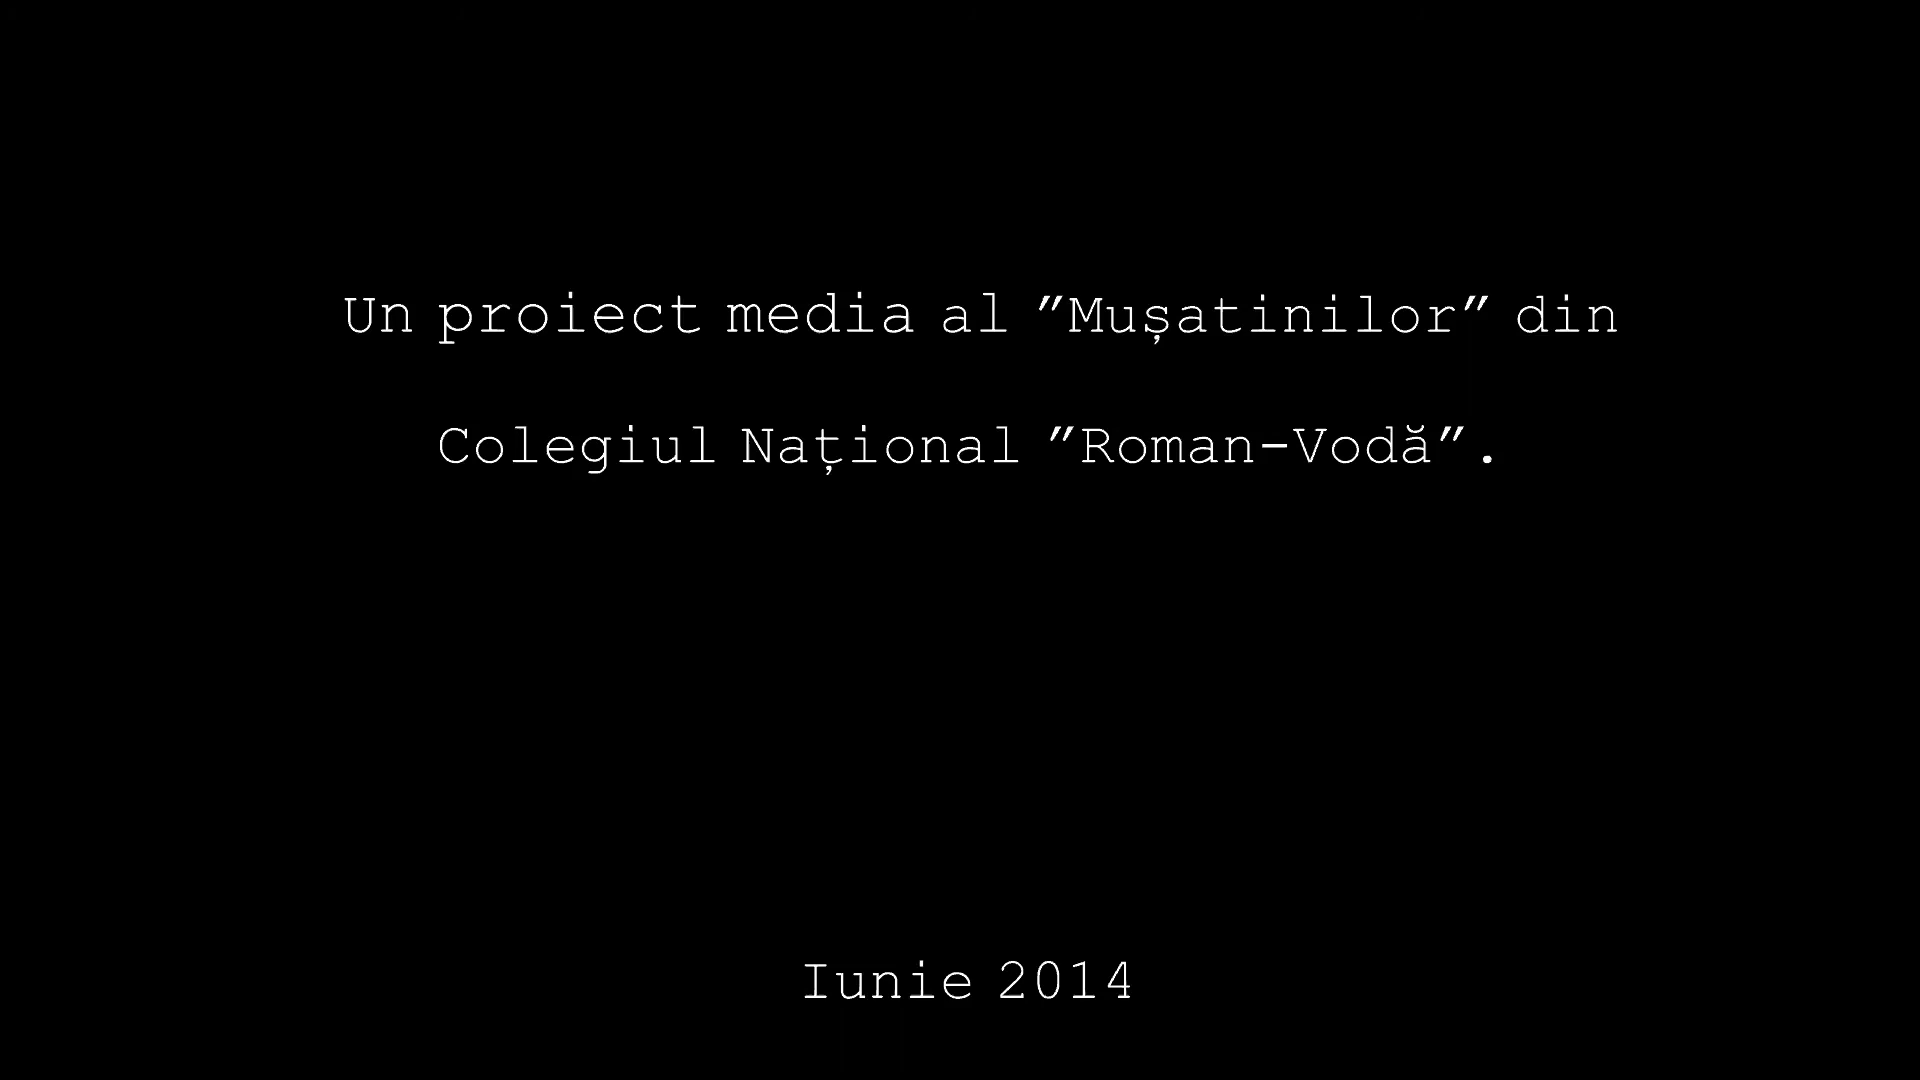 Un proiect media al ”Mușatinilor” din
Colegiul Național ”Roman-Vodă”.
Iunie 2014